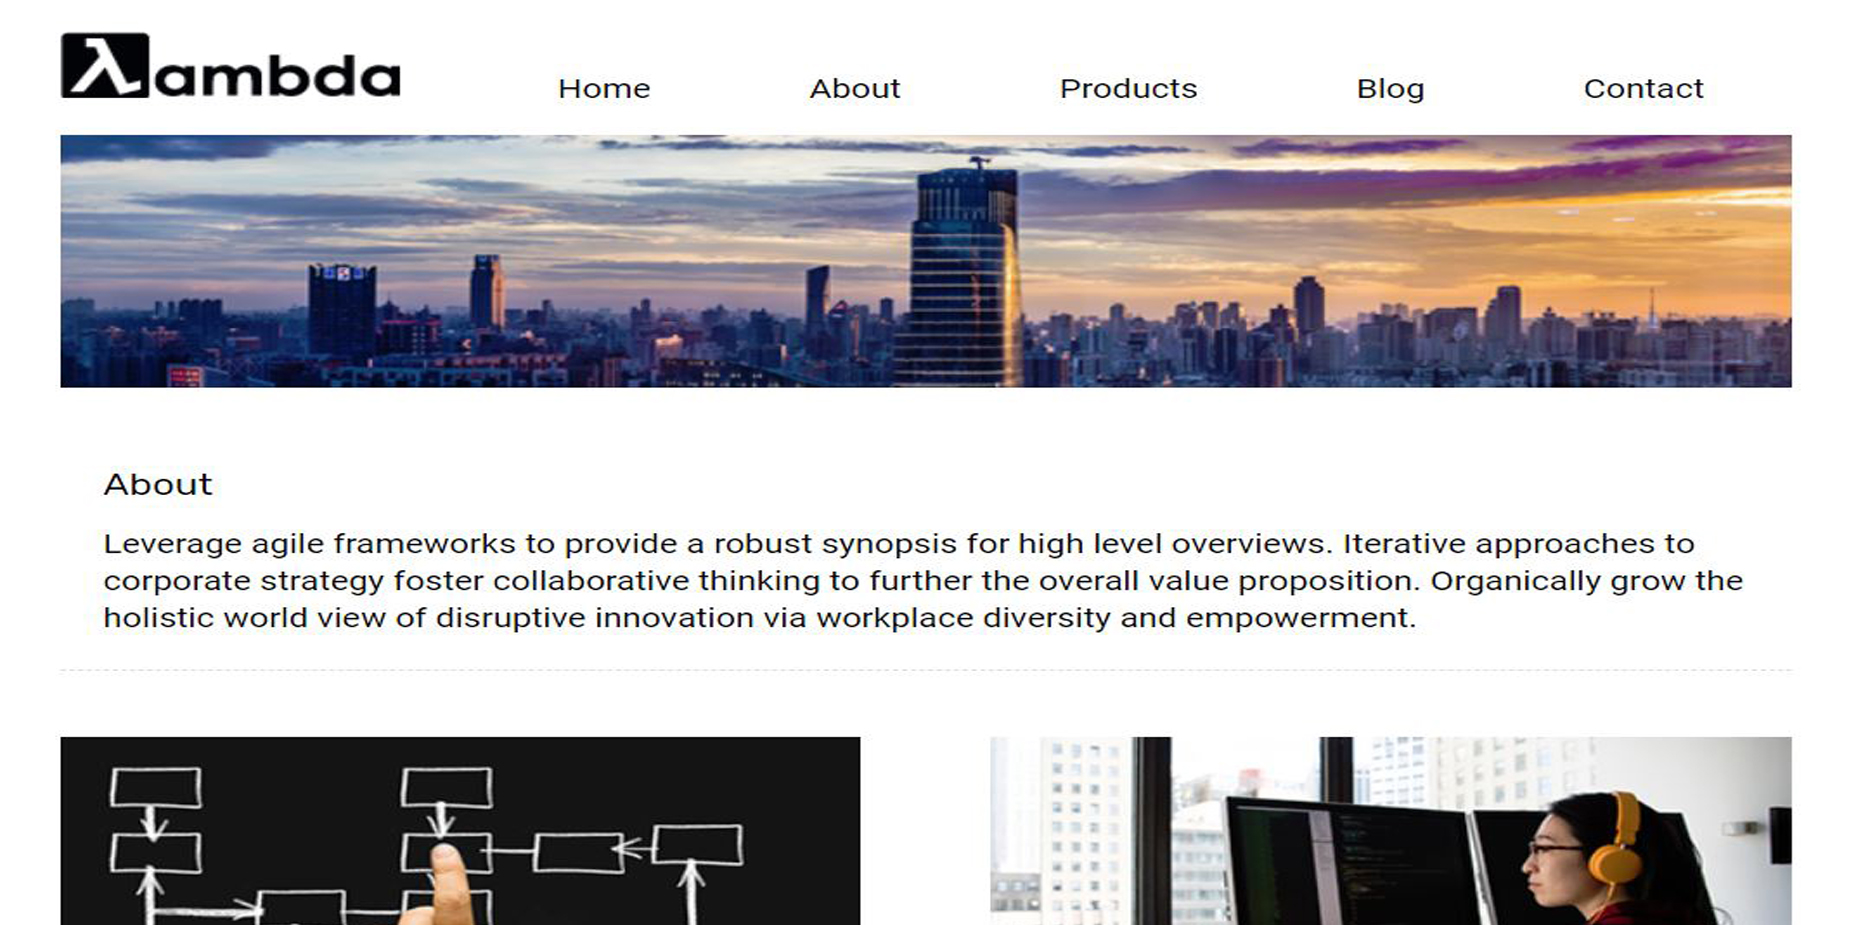 λambda
Home About Products Blog Contact
About
Leverage agile frameworks to provide a robust synopsis for high level overviews. Iterative approaches to
corporate strategy foster collaborative thinking to further the overall value proposition. Organically grow the
holistic world view of disruptive innovation via workplace diversity and empowerment.